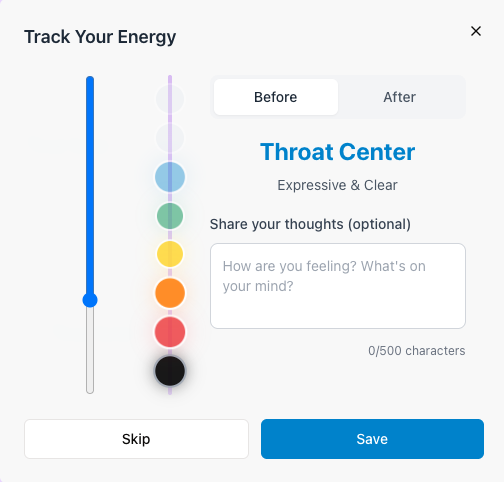 Track Your Energy
Before
After
Throat Center
Expressive & Clear
Share your thoughts (optional)
How are you feeling? What's on
your mind?
0/500 characters
Skip
Save